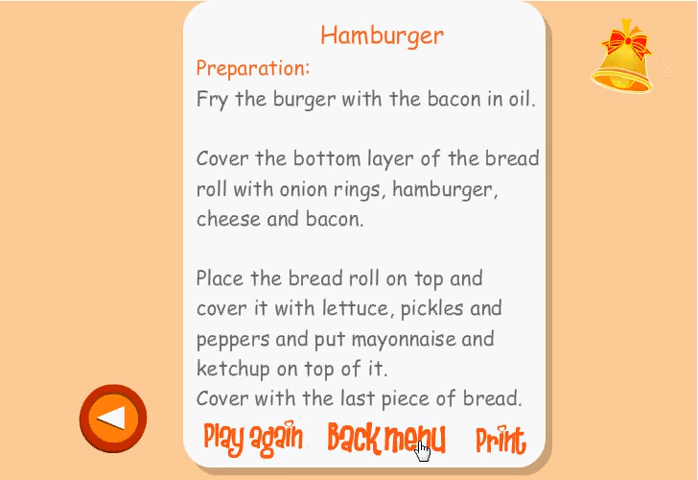 Hamburger
Preparation:
Fry the burger with the bacon in oil.
Cover the bottom layer of the bread
roll with onion rings, hamburger,
cheese and bacon.
Place the bread roll on top and
cover it with lettuce, pickles and
peppers and put mayonnaise and
ketchup on top of it.
Cover with the last piece of bread.
Play again Back menu Print